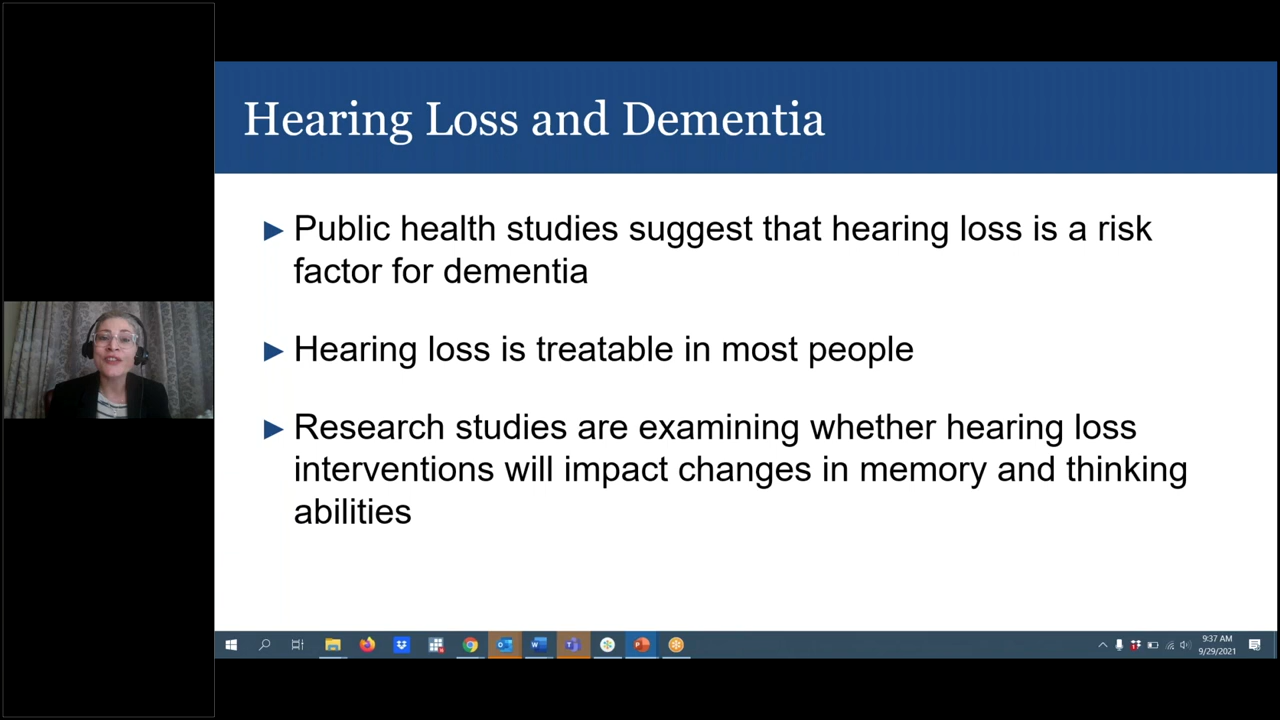 Hearing Loss and Dementia
► Public health studies suggest that hearing loss is a risk
factor for dementia
► Hearing loss is treatable in most people
► Research studies are examining whether hearing loss
interventions will impact changes in memory and thinking
abilities
9:37 AM
9/29/2021